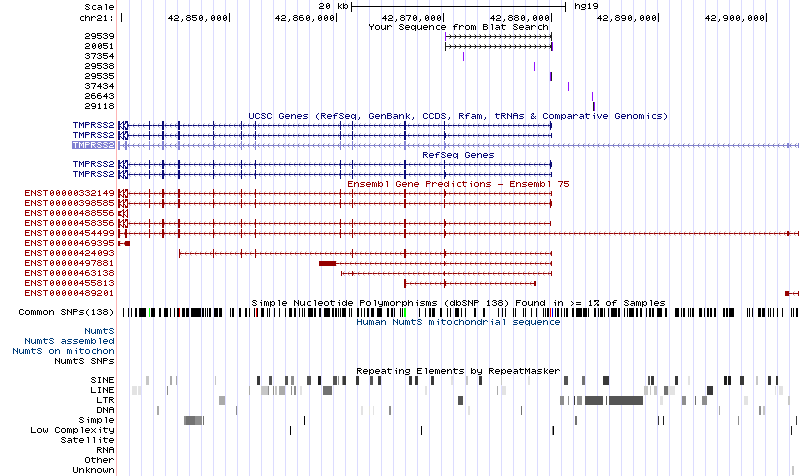 Scale 20 kb hg19
chr21: 42,850,000 42,860,000 42,870,000 42,880,000 42,890,000 42,900,000
Your Sequence from Blat Search
29539
20051
37354
29538
29535
37434
26643
29118
UCSC Genes (RefSeq, GenBank, CCDS, Rfam, tRNAs & Comparative Genomics)
TMPRSS2
TMPRSS2
TMPRSS2
RefSeq Genes
TMPRSS2
TMPRSS2
Ensembl Gene Predictions - Ensembl 75
ENST00000332149
ENST00000398585
ENST00000488556
ENST00000458356
ENST00000454499
ENST00000469395
ENST00000424093
ENST00000497881
ENST00000463138
ENST00000455813
ENST00000489201
Simple Nucleotide Polymorphisms (dbSNP 138) Found in >= 1% of Samples
Common SNPs(138)
Human NumtS mitochondrial sequence
NumtS
NumtS assembled
NumtS on mitochon
NumtS SNPs
Repeating Elements by RepeatMasker
SINE
LINE
LTR
DNA
Simple
Low Complexity
Satellite
RNA
Other
Unknown